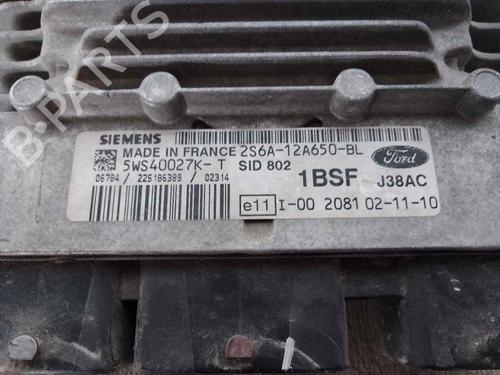 SIEMENS
MADE IN FRANCE 2S6A-12A650-BL
5WS40027K-T SID 802
Ford
06784 / 225186389 / 02314
1BSF J38AC
e11 I-00 2081 02-11-10
B-PARTS